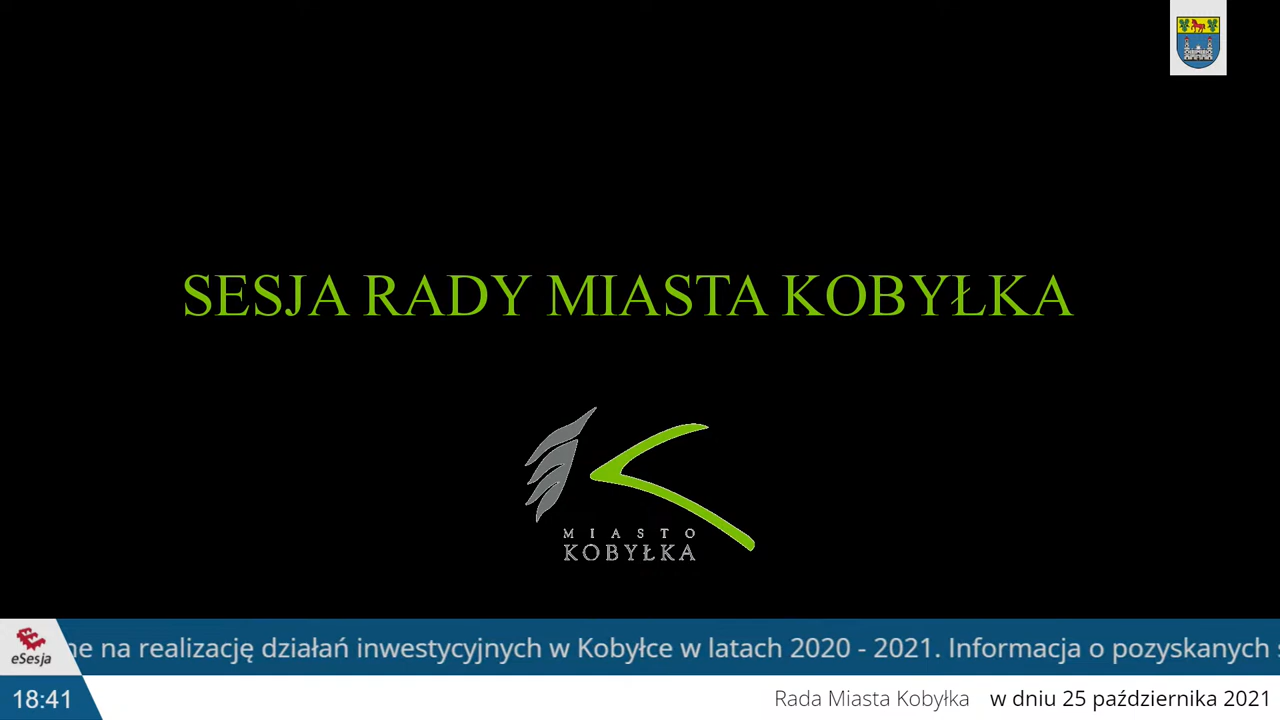 SESJA RADY MIASTA KOBYŁKA
MIASTO
KOBYŁKA
na realizację działań inwestycyjnych w Kobyłce w latach 2020 - 2021. Informacja o pozyskanych
eSesja
18:41
Rada Miasta Kobyłka w dniu 25 października 2021